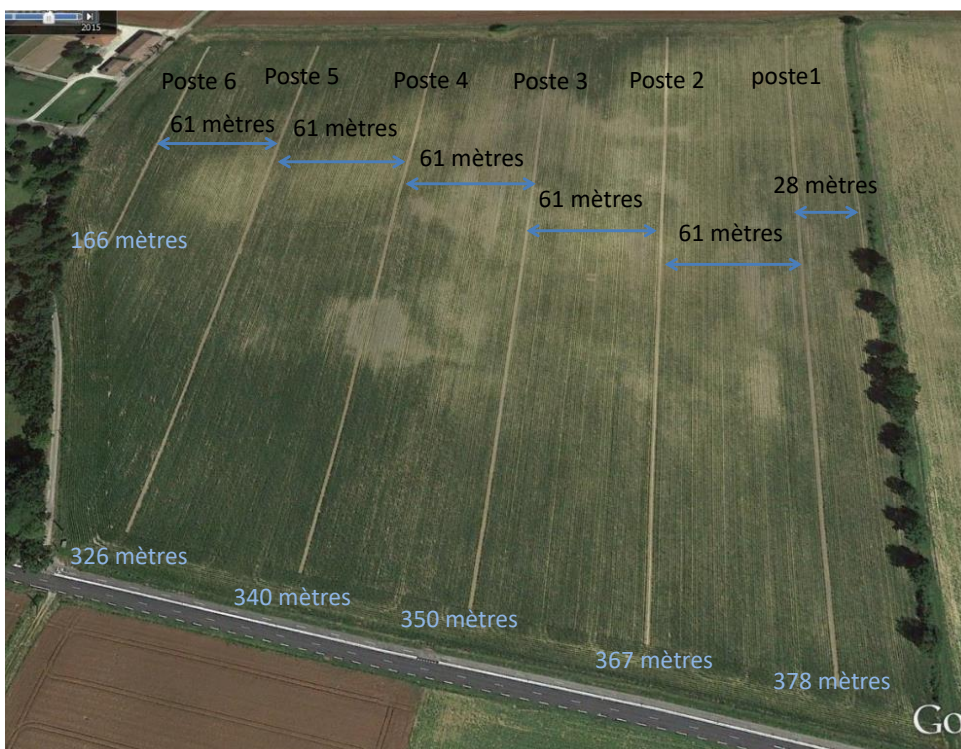 2015
Poste 6
Poste 5
Poste 4
Poste 3
Poste 2
poste1
61 mètres
61 mètres
61 mètres
28 mètres
61 mètres
61 mètres
166 mètres
326 mètres
340 mètres
350 mètres
367 mètres
378 mètres
Go